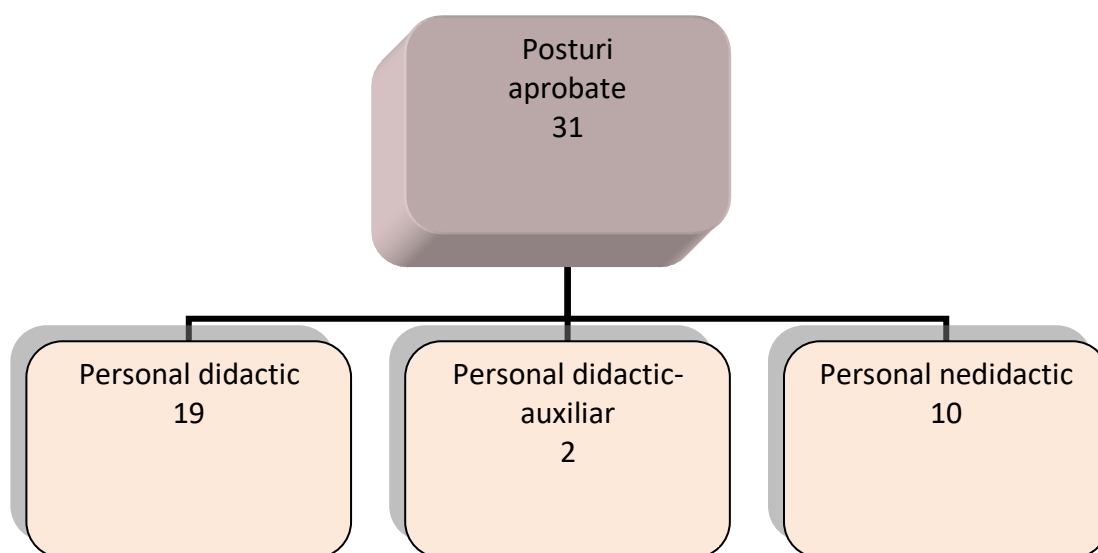 Posturi
aprobate
31
Personal didactic
19
Personal didactic-
auxiliar
2
Personal nedidactic
10